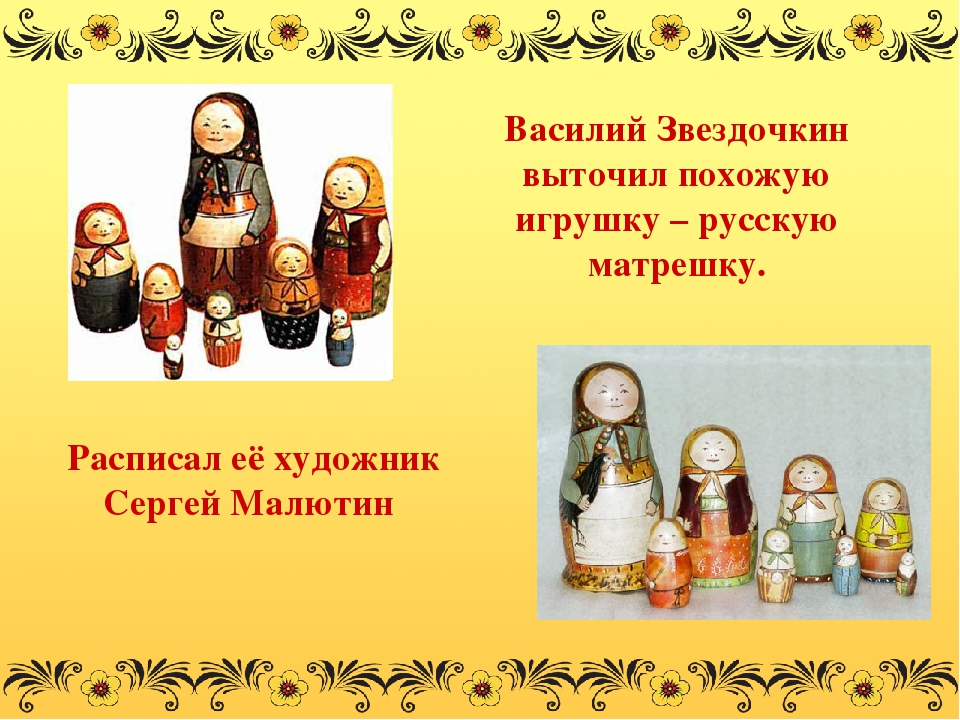 Василий Звездочкин
выточил похожую
игрушку – русскую
матрешку.
Расписал её художник
Сергей Малютин